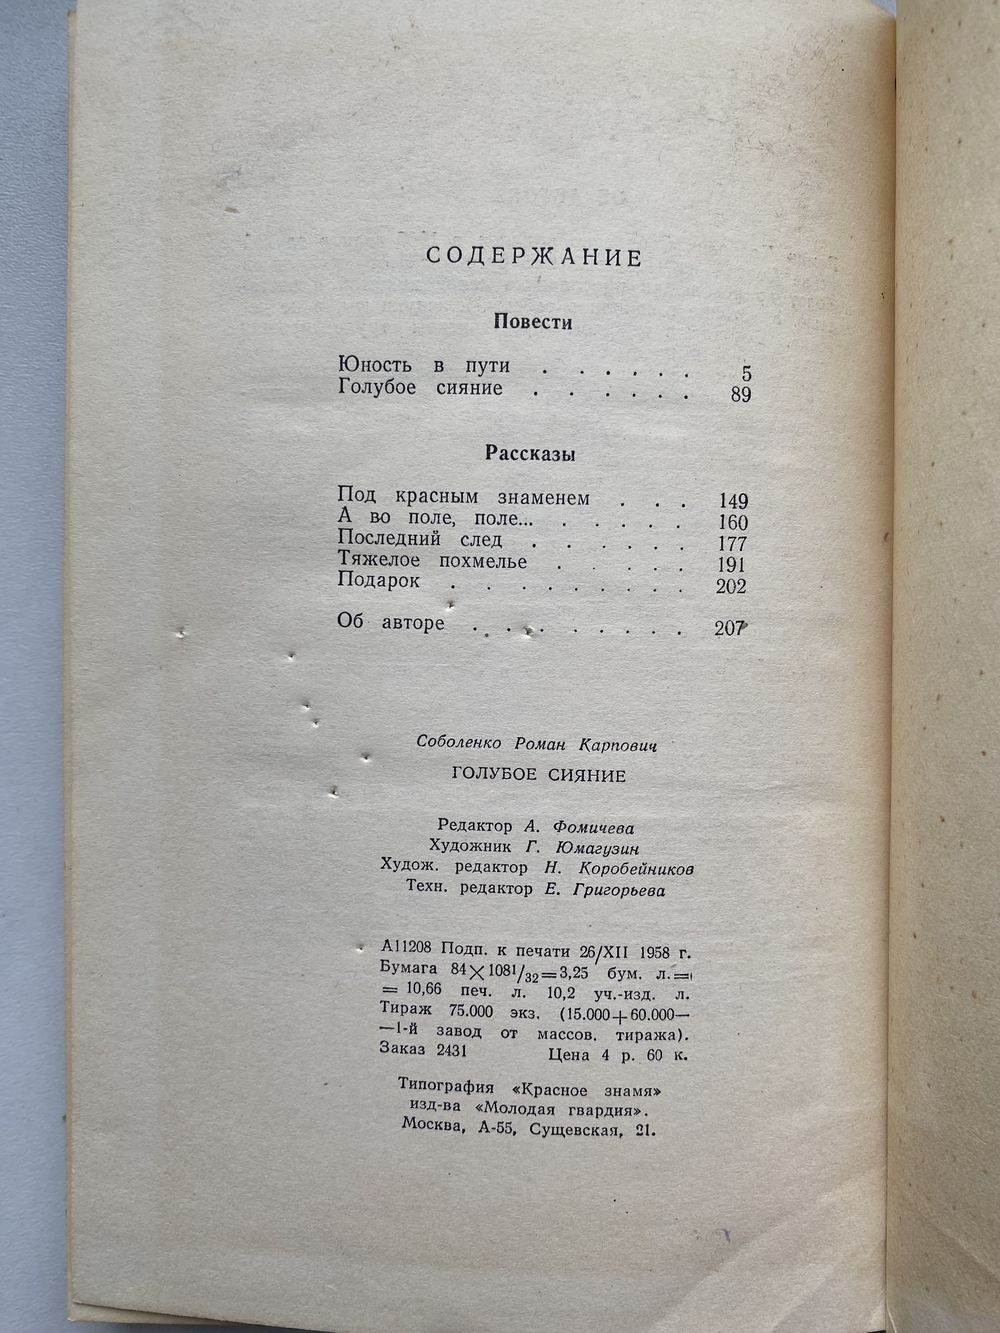 СОДЕРЖАНИЕ
Повести
Юность в пути . . . . . . 5
Голубое сияние . . . . . . 89
Рассказы
Под красным знаменем . . . 149
А во поле, поле... . . . . . 160
Последний след . . . . . . 177
Тяжелое похмелье . . . . . 191
Подарок . . . . . . . . 202
Об авторе . . . . . . . . 207
Соболенко Роман Карпович
ГОЛУБОЕ СИЯНИЕ
Редактор А. Фомичева
Художник Г. Юмагузин
Худож. редактор Н. Коробейников
Техн. редактор Е. Григорьева
А11208 Подп. к печати 26/XII 1958 г.
Бумага 84×108¹/₃₂=3,25 бум. л.=
= 10,66 печ. л. 10,2 уч.-изд. л.
Тираж 75.000 экз. (15.000+60.000—
—1-й завод от массов. тиража).
Заказ 2431 Цена 4 р. 60 к.
Типография «Красное знамя»
изд-ва «Молодая гвардия».
Москва, А-55, Сущевская, 21.